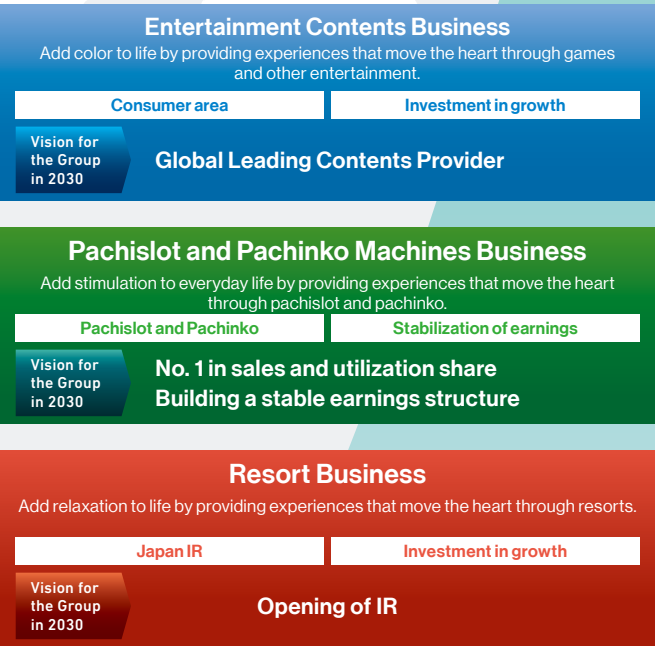 Entertainment Contents Business
Add color to life by providing experiences that move the heart through games
and other entertainment.
Consumer area
Investment in growth
Vision for
the Group
in 2030
Global Leading Contents Provider
Pachislot and Pachinko Machines Business
Add stimulation to everyday life by providing experiences that move the heart
through pachislot and pachinko.
Pachislot and Pachinko
Stabilization of earnings
Vision for
the Group
in 2030
No. 1 in sales and utilization share
Building a stable earnings structure
Resort Business
Add relaxation to life by providing experiences that move the heart through resorts.
Japan IR
Investment in growth
Vision for
the Group
in 2030
Opening of IR